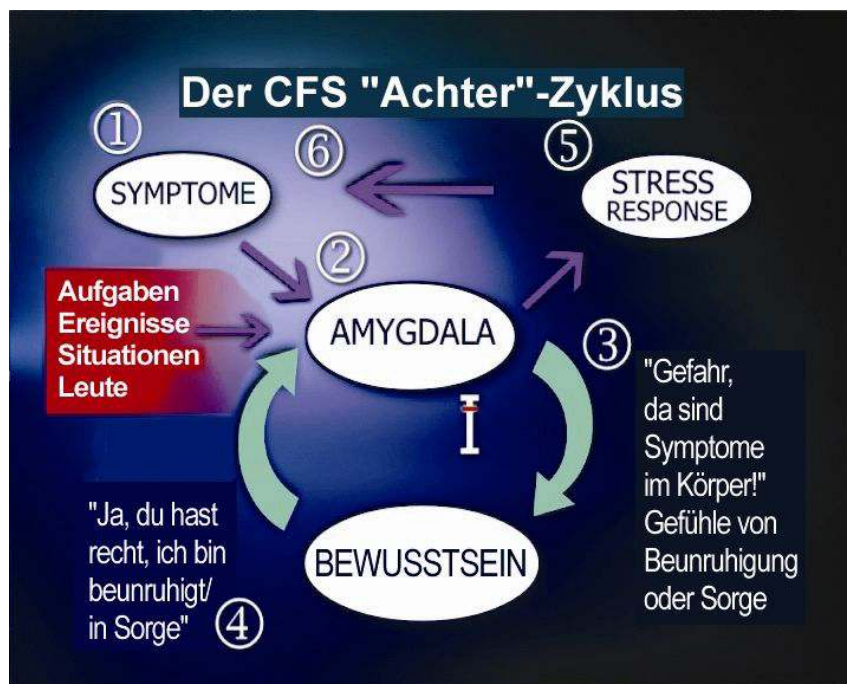 Der CFS "Achter"-Zyklus
①
SYMPTOME
⑥
⑤
STRESS
RESPONSE
②
Aufgaben
Ereignisse
Situationen
Leute
AMYGDALA
③
"Gefahr,
da sind
Symptome
im Körper!"
Gefühle von
Beunruhigung
oder Sorge
BEWUSSTSEIN
"Ja, du hast
recht, ich bin
beunruhigt/
in Sorge"
④